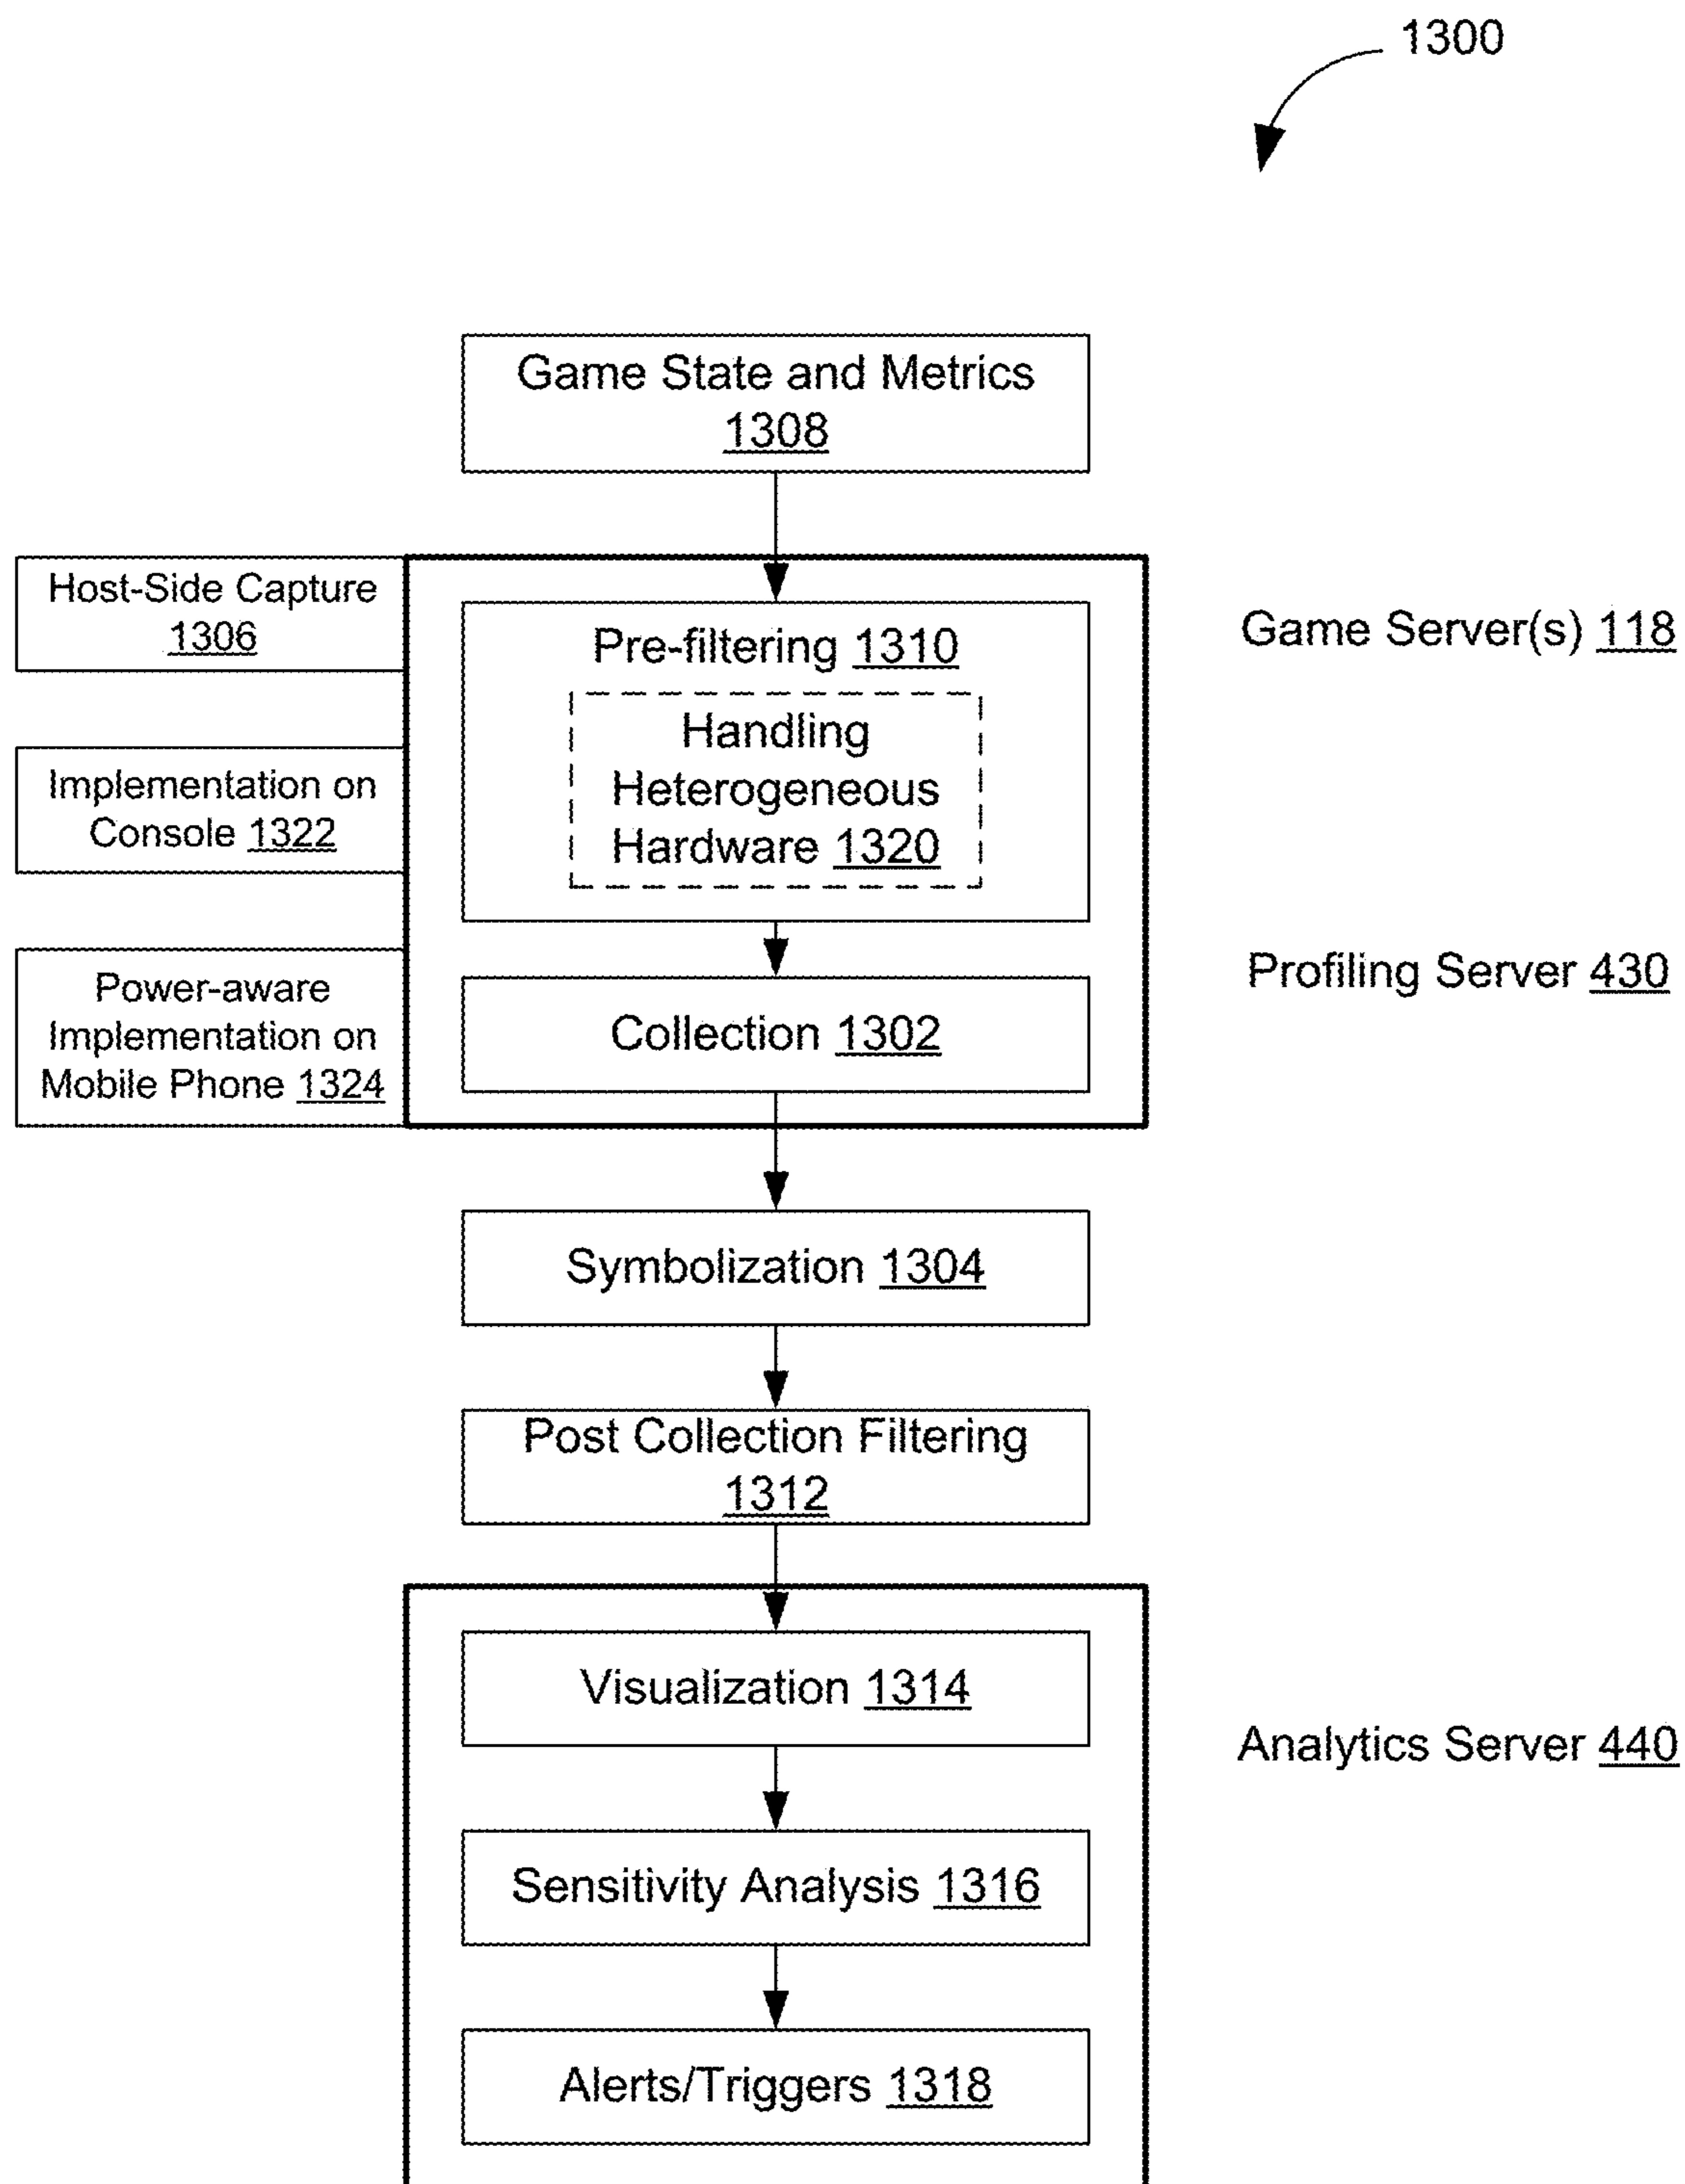 1300
Game State and Metrics
1308
Host-Side Capture
1306
Pre-filtering 1310
Game Server(s) 118
Handling
Heterogeneous
Hardware 1320
Implementation on
Console 1322
Power-aware
Implementation on
Mobile Phone 1324
Profiling Server 430
Collection 1302
Symbolization 1304
Post Collection Filtering
1312
Visualization 1314
Analytics Server 440
Sensitivity Analysis 1316
Alerts/Triggers 1318